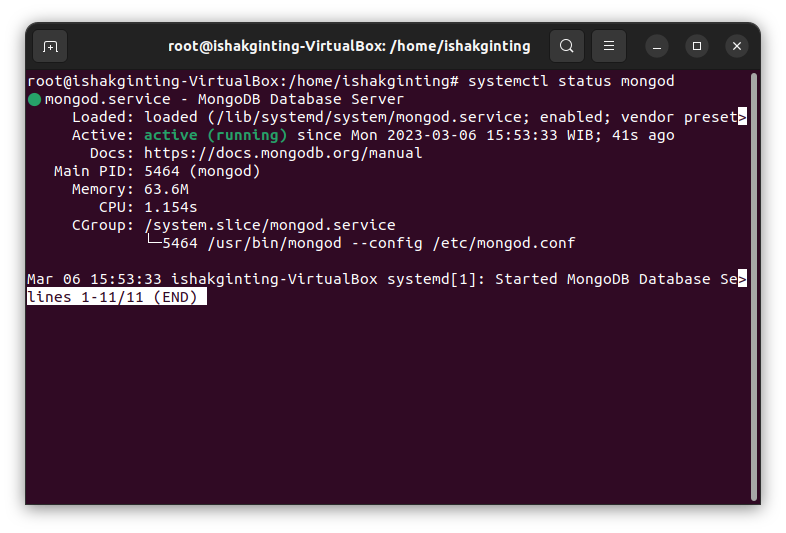 root@ishakginting-VirtualBox: /home/ishakginting
root@ishakginting-VirtualBox:/home/ishakginting# systemctl status mongod
● mongod.service - MongoDB Database Server
     Loaded: loaded (/lib/systemd/system/mongod.service; enabled; vendor preset>
     Active: active (running) since Mon 2023-03-06 15:53:33 WIB; 41s ago
       Docs: https://docs.mongodb.org/manual
   Main PID: 5464 (mongod)
     Memory: 63.6M
        CPU: 1.154s
     CGroup: /system.slice/mongod.service
             └─5464 /usr/bin/mongod --config /etc/mongod.conf
Mar 06 15:53:33 ishakginting-VirtualBox systemd[1]: Started MongoDB Database Se>
lines 1-11/11 (END)